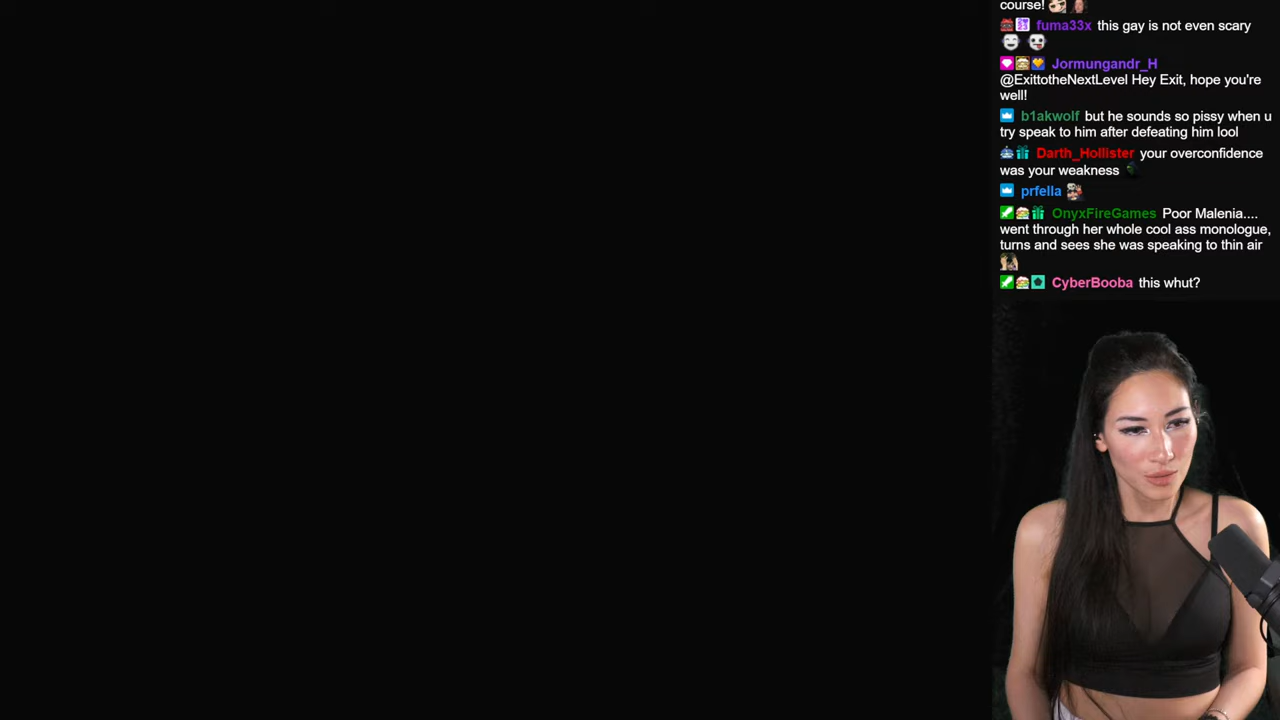 course!
fuma33x this gay is not even scary
Jormungandr_H
@ExittotheNextLevel Hey Exit, hope you're
well!
b1akwolf but he sounds so pissy when u
try speak to him after defeating him lool
Darth_Hollister your overconfidence
was your weakness
prfella
OnyxFireGames Poor Malenia....
went through her whole cool ass monologue,
turns and sees she was speaking to thin air
CyberBooba this whut?